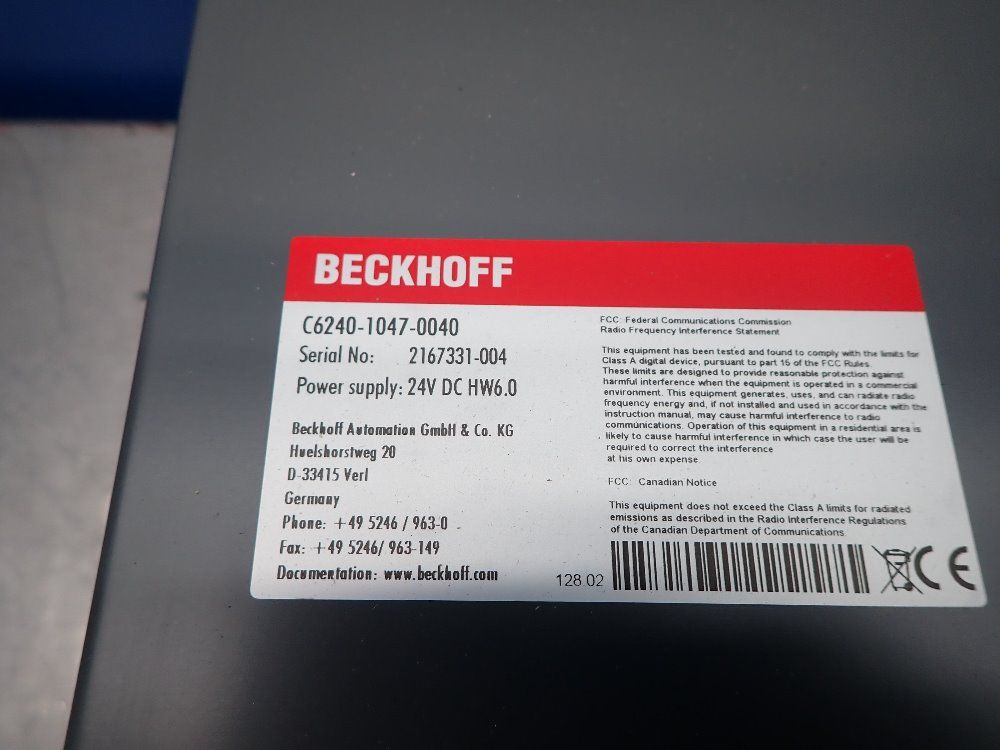 BECKHOFF
C6240-1047-0040
Serial No: 2167331-004
Power supply: 24V DC HW6.0
Beckhoff Automation GmbH & Co. KG
Huelshorstweg 20
D-33415 Verl
Germany
Phone: +49 5246 / 963-0
Fax: +49 5246/ 963-149
Documentation: www.beckhoff.com
FCC: Federal Communications Commission
Radio Frequency Interference Statement
This equipment has been tested and found to comply with the limits for
Class A digital device, pursuant to part 15 of the FCC Rules.
These limits are designed to provide reasonable protection against
harmful interference when the equipment is operated in a commercial
environment. This equipment generates, uses, and can radiate radio
frequency energy and, if not installed and used in accordance with the
instruction manual, may cause harmful interference to radio
communications. Operation of this equipment in a residential area is
likely to cause harmful interference in which case the user will be
required to correct the interference
at his own expense
FCC: Canadian Notice
This equipment does not exceed the Class A limits for radiated
emissions as described in the Radio Interference Regulations
of the Canadian Department of Communications.
128.02
CE